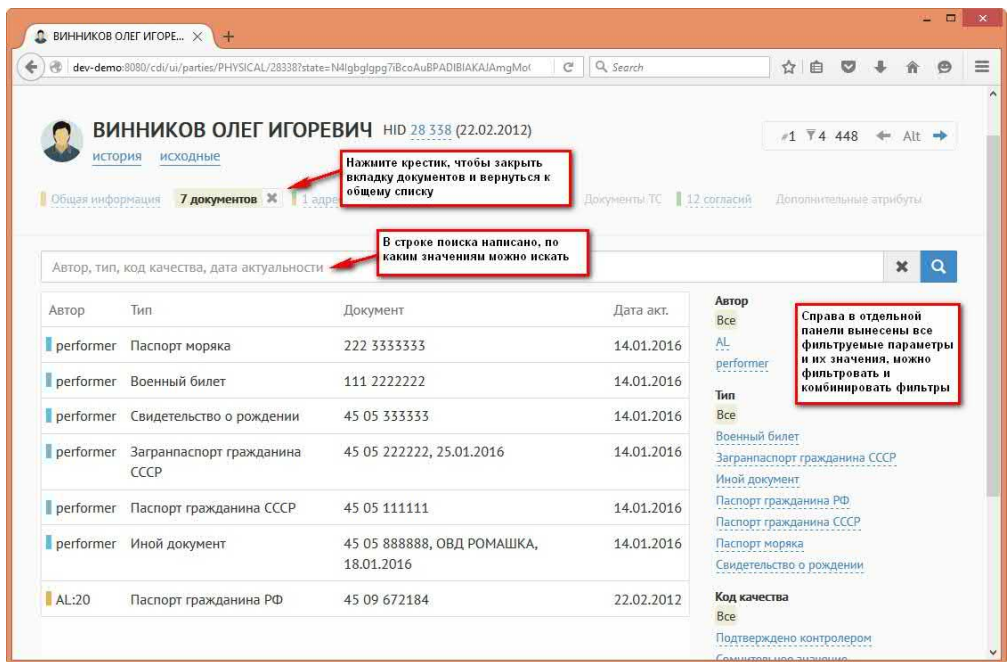 ВИННИКОВ ОЛЕГ ИГОРЕ...
dev-demo:8080/cdi/ui/parties/PHYSICAL/28338?state=
Search
ВИННИКОВ ОЛЕГ ИГОРЕВИЧ HID 28 338 (22.02.2012)
1 4 448 Alt
история исходные
Нажмите крестик, чтобы закрыть
вкладку документов и вернуться к
общему списку
Общая информация 7 документов 1 Документы ТС 12 согласий Дополнительные атрибуты
В строке поиска написано, по
каким значениям можно искать
Автор, тип, код качества, дата актуальности
Автор Тип Документ Дата акт.
performer Паспорт моряка 222 3333333 14.01.2016
performer Военный билет 111 2222222 14.01.2016
performer Свидетельство о рождении 45 05 333333 14.01.2016
performer Загранпаспорт гражданина 45 05 222222, 25.01.2016 14.01.2016
СССР
performer Паспорт гражданина СССР 45 05 111111 14.01.2016
performer Иной документ 45 05 888888, ОВД РОМАШКА, 14.01.2016
18.01.2016
AL:20 Паспорт гражданина РФ 45 09 672184 22.02.2012
Автор
Все
AL
performer
Справа в отдельной
панели вынесены все
фильтруемые параметры
и их значения, можно
фильтровать и
комбинировать фильтры
Тип
Все
Военный билет
Загранпаспорт гражданина СССР
Иной документ
Паспорт гражданина РФ
Паспорт гражданина СССР
Паспорт моряка
Свидетельство о рождении
Код качества
Все
Подтверждено контролером